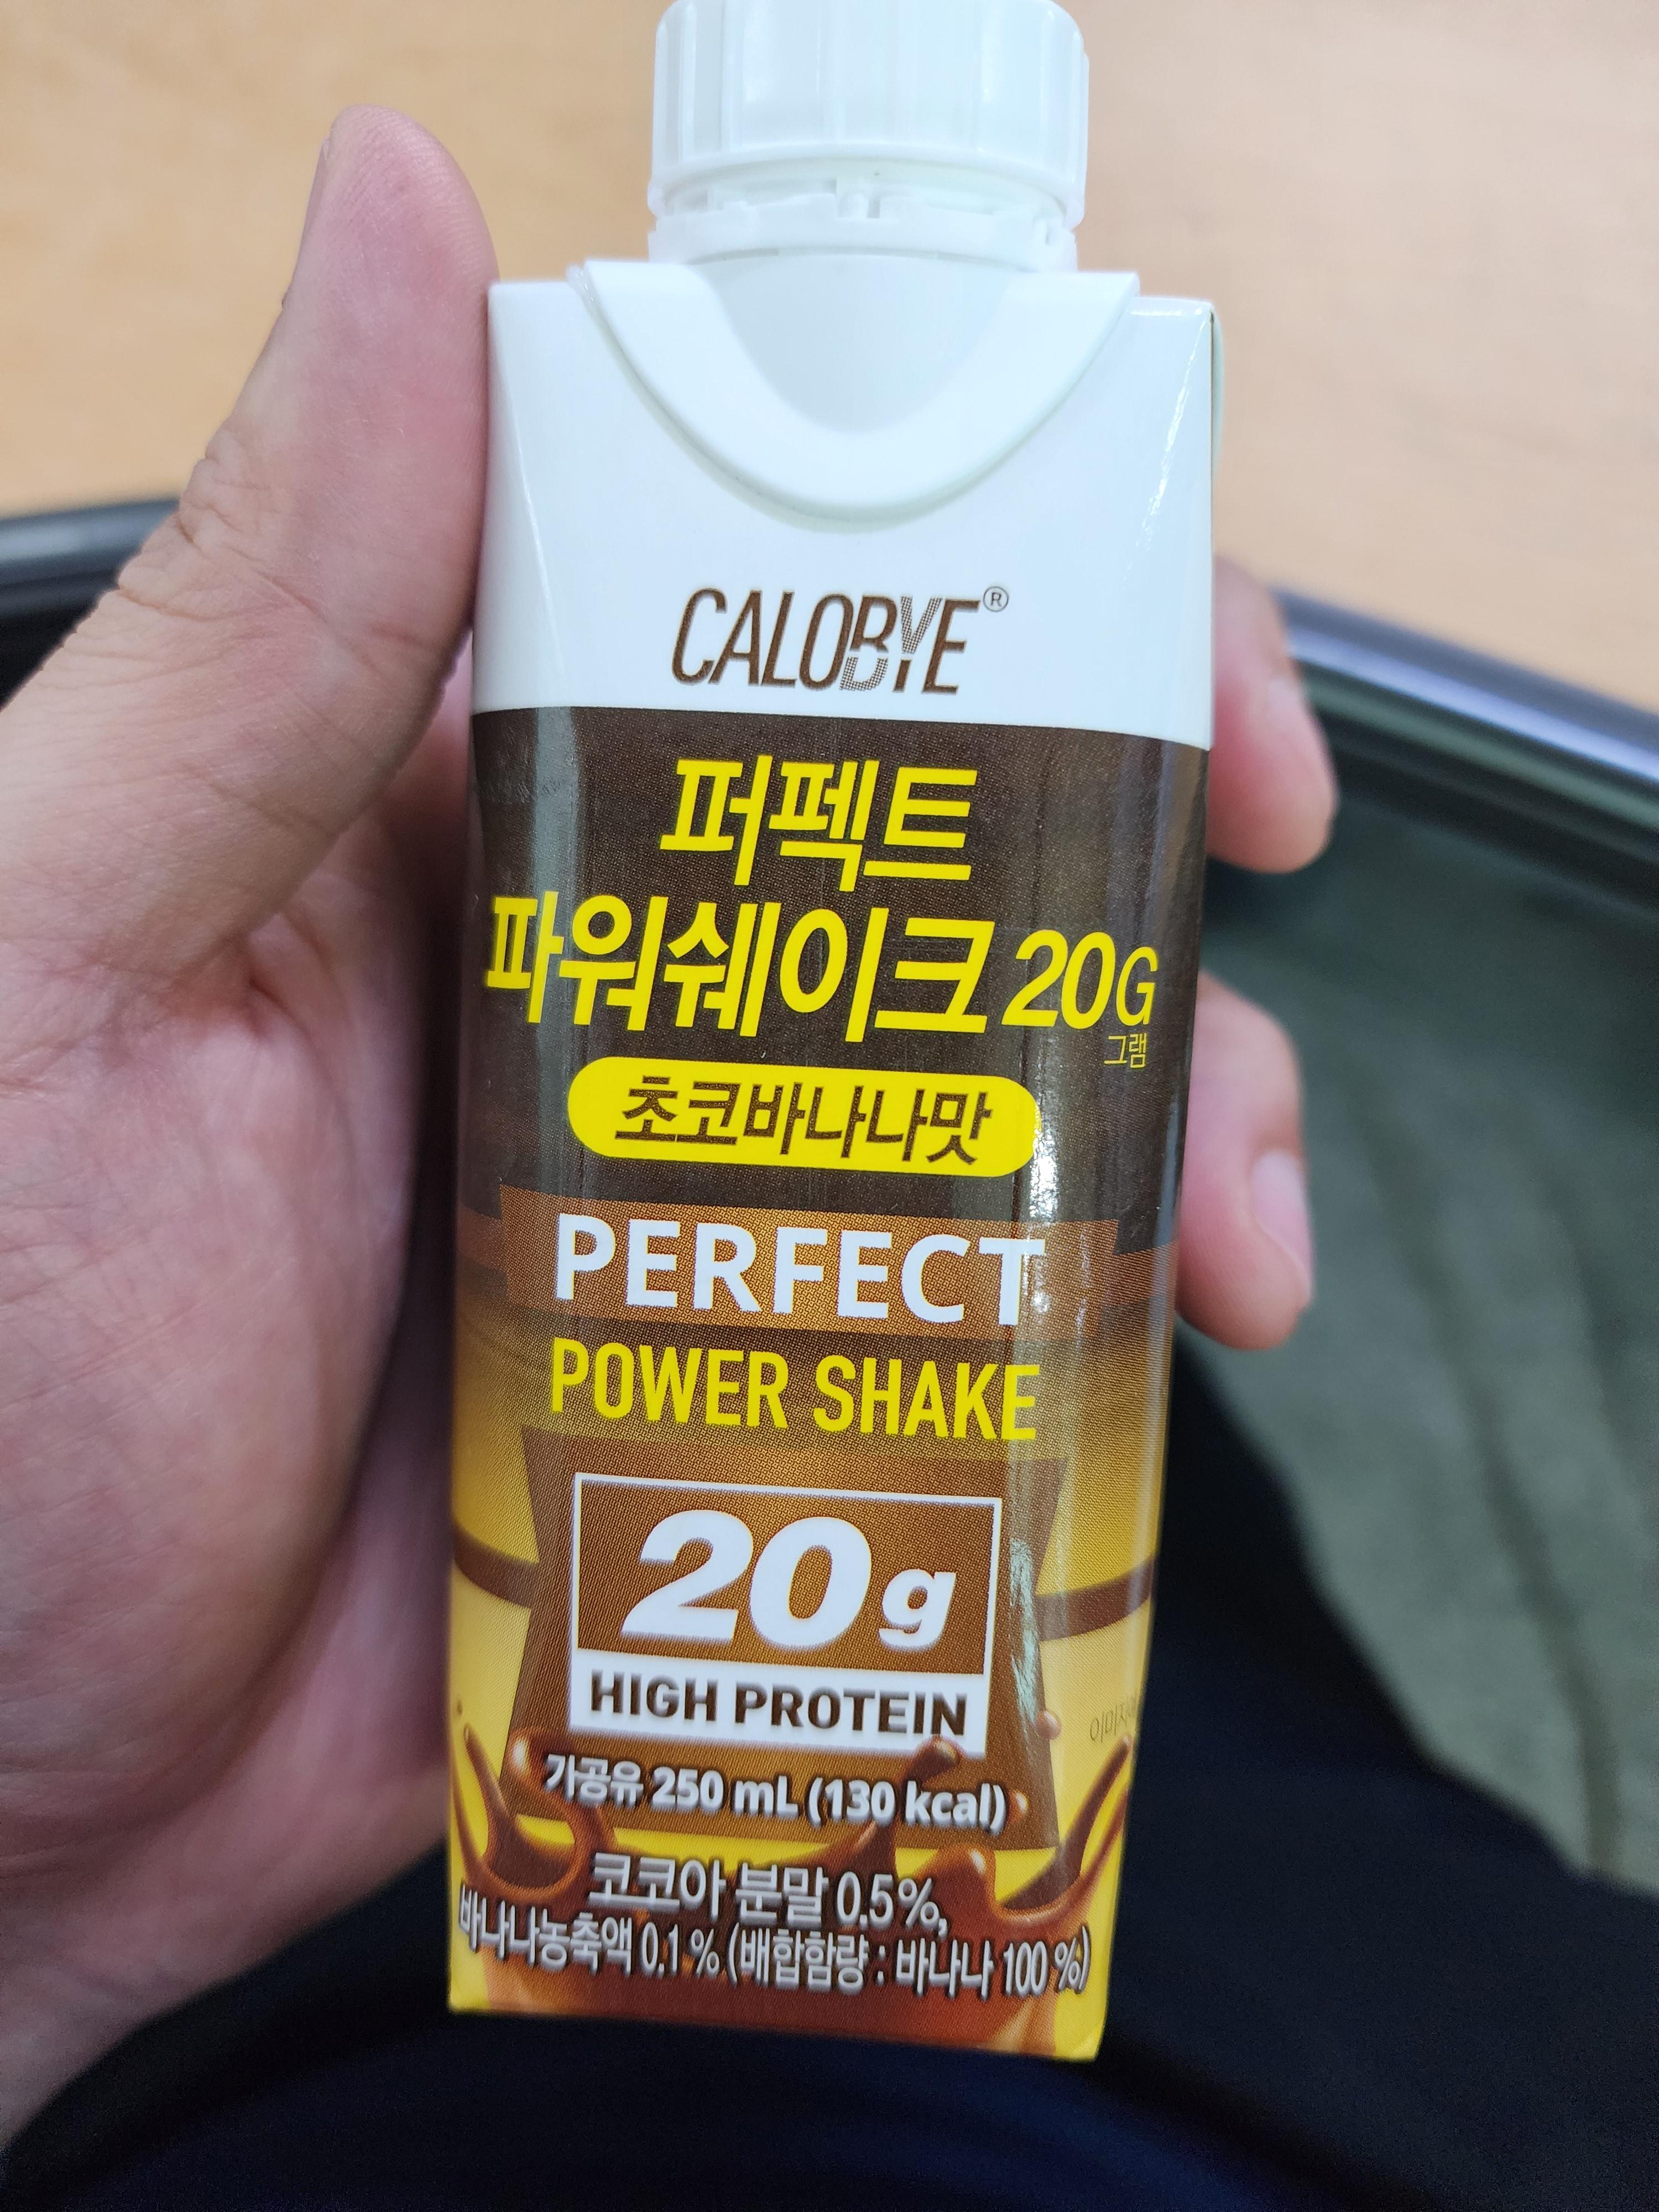 CALOBYE®
퍼펙트
파워쉐이크 20G
그램
초코바나나맛
PERFECT
POWER SHAKE
20g
HIGH PROTEIN
가공유 250 mL (130 kcal)
코코아 분말 0.5%,
바나나농축액 0.1% (배합함량 : 바나나 100%)